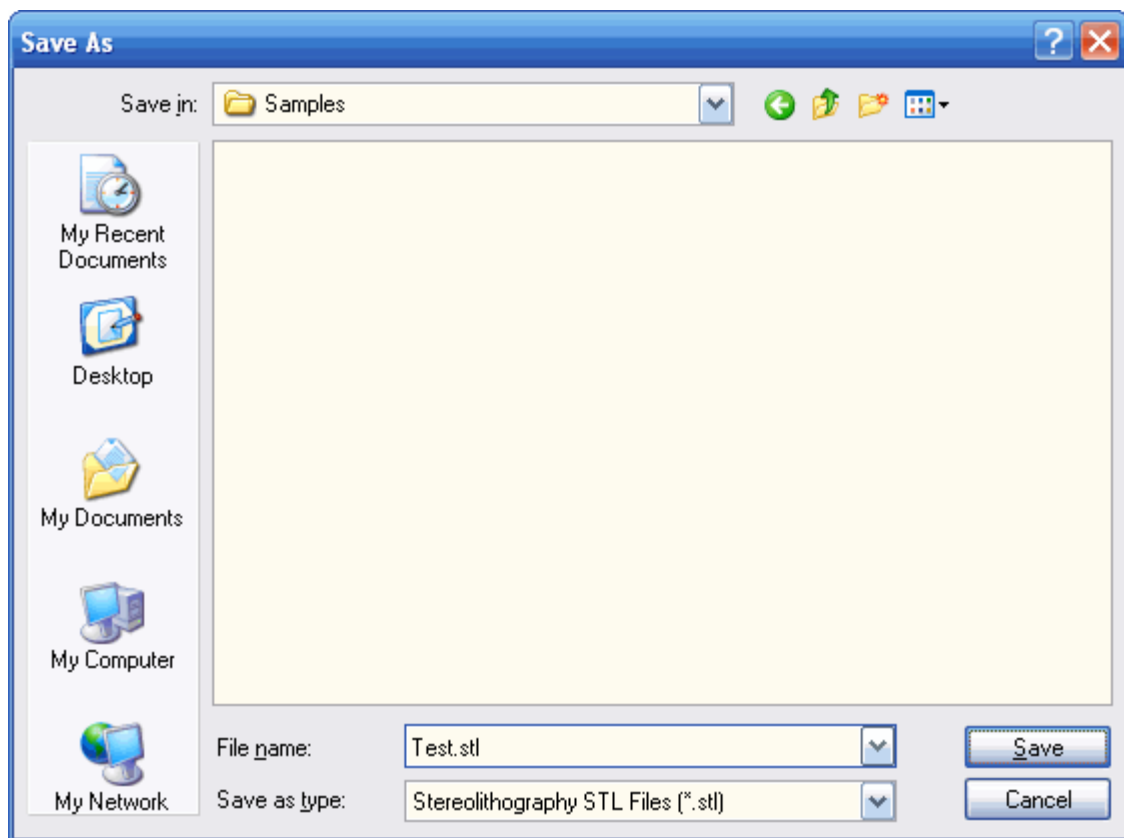 Save As
Save in: Samples
My Recent
Documents
Desktop
My Documents
My Computer
My Network
File name: Test.stl Save
Save as type: Stereolithography STL Files (*.stl) Cancel